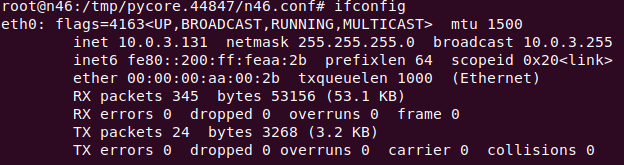 root@n46:/tmp/pycore.44847/n46.conf# ifconfig
eth0: flags=4163<UP,BROADCAST,RUNNING,MULTICAST>  mtu 1500
        inet 10.0.3.131  netmask 255.255.255.0  broadcast 10.0.3.255
        inet6 fe80::200:ff:feaa:2b  prefixlen 64  scopeid 0x20<link>
        ether 00:00:00:aa:00:2b  txqueuelen 1000  (Ethernet)
        RX packets 345  bytes 53156 (53.1 KB)
        RX errors 0  dropped 0  overruns 0  frame 0
        TX packets 24  bytes 3268 (3.2 KB)
        TX errors 0  dropped 0 overruns 0  carrier 0  collisions 0